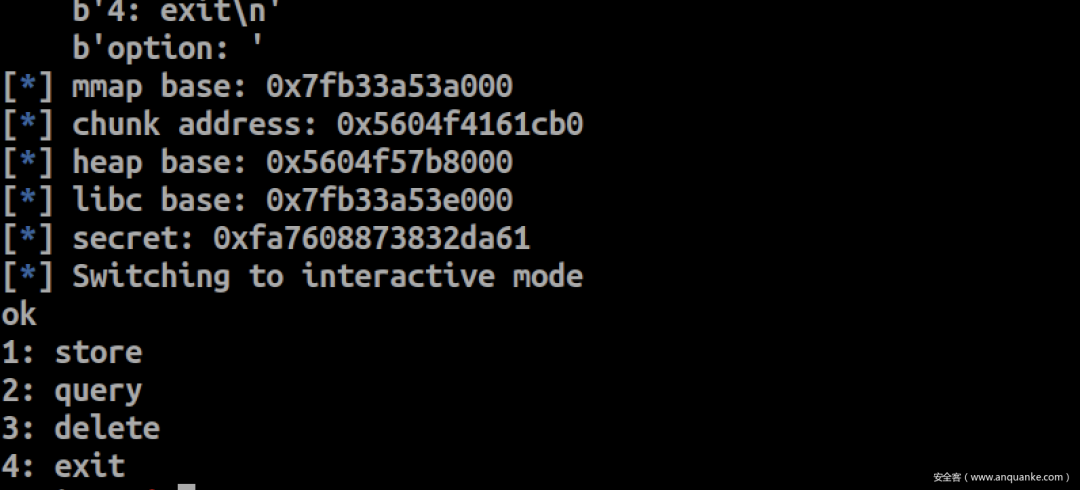 b'4: exit\n'
b'option: '
[*] mmap base: 0x7fb33a53a000
[*] chunk address: 0x5604f4161cb0
[*] heap base: 0x5604f57b8000
[*] libc base: 0x7fb33a53e000
[*] secret: 0xfa7608873832da61
[*] Switching to interactive mode
ok
1: store
2: query
3: delete
4: exit
安全客（www.anquanke.com）